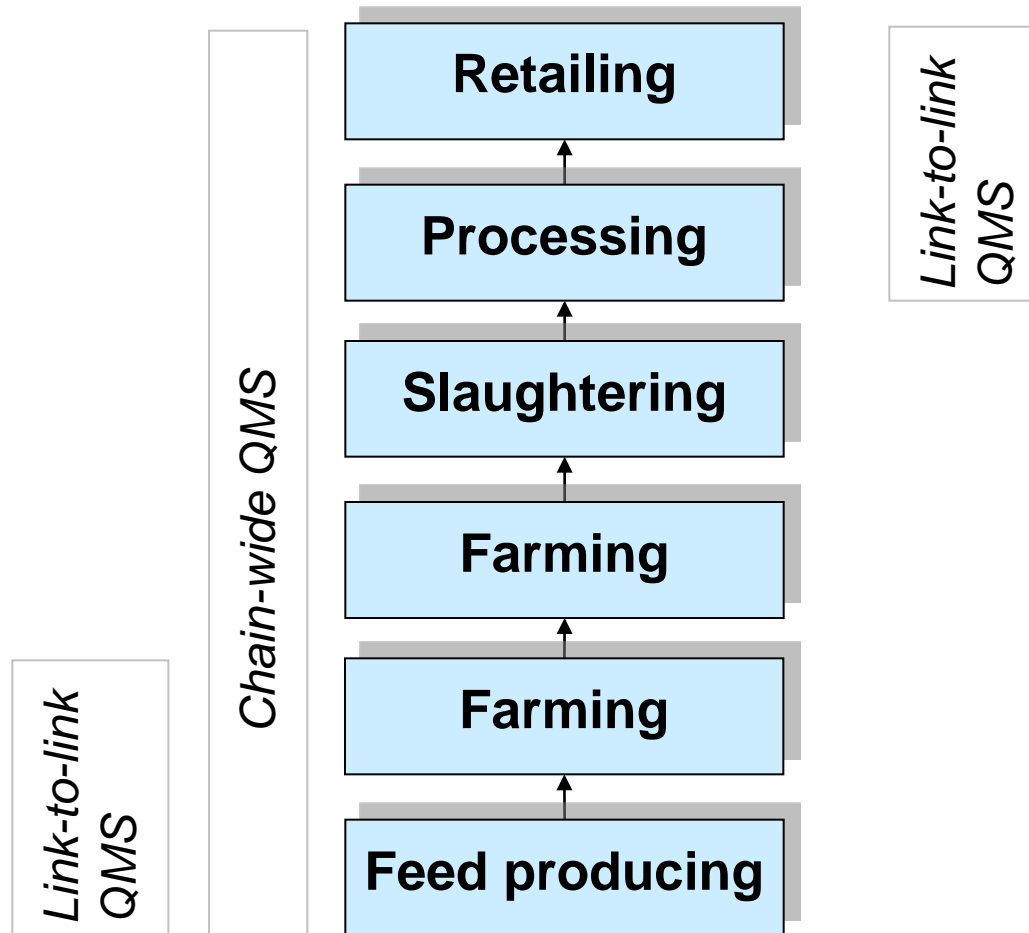 Retailing
Processing
Slaughtering
Farming
Farming
Feed producing
Chain-wide QMS
Link-to-link
QMS
Link-to-link
QMS